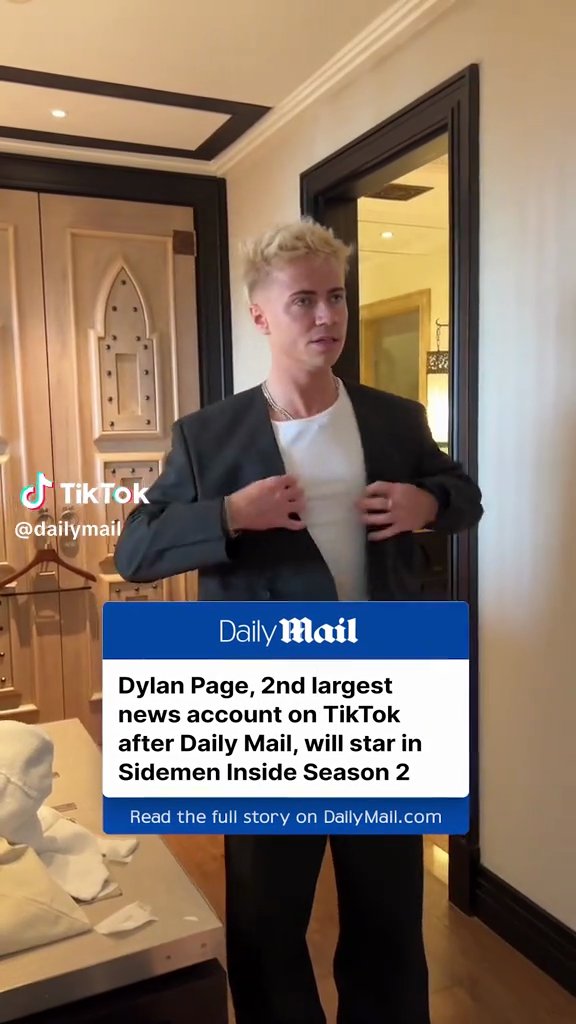 TikTok
@dailymail
Daily Mail
Dylan Page, 2nd largest
news account on TikTok
after Daily Mail, will star in
Sidemen Inside Season 2
Read the full story on DailyMail.com